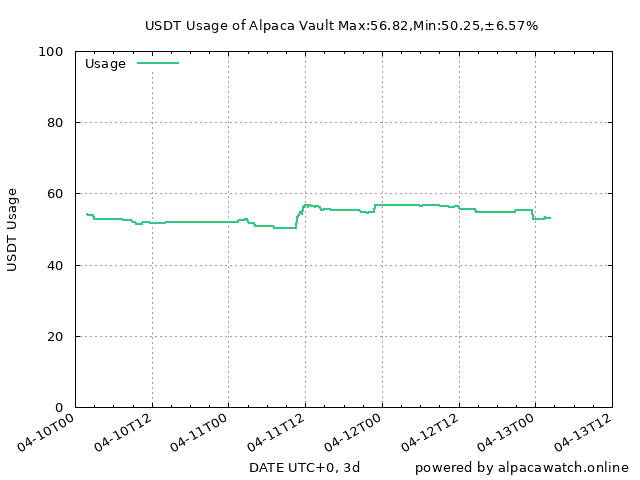 USDT Usage of Alpaca Vault Max:56.82,Min:50.25,±6.57%
100
Usage
80
60
USDT Usage
40
20
0
04-10T00
04-10T12
04-11T00
04-11T12
04-12T00
04-12T12
04-13T00
04-13T12
DATE UTC+0, 3d
powered by alpacawatch.online